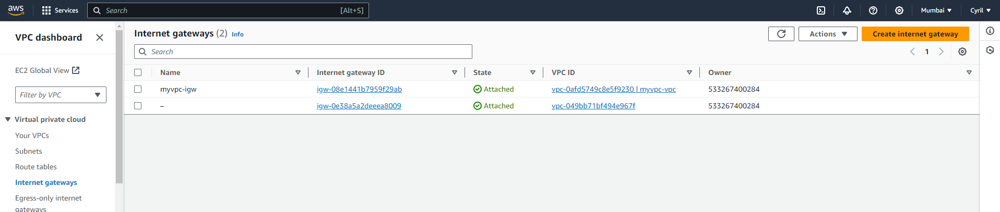 aws Services Search [Alt+S] Mumbai Cyril
VPC dashboard
EC2 Global View
Filter by VPC
Virtual private cloud
Your VPCs
Subnets
Route tables
Internet gateways
Egress-only internet
gateways
Internet gateways (2) Info
Actions Create internet gateway
Search
1
Name Internet gateway ID State VPC ID Owner
myvpc-igw igw-08e1441b7959f29ab Attached vpc-0afd5749c8e5f9230 | myvpc-vpc 533267400284
– igw-0e38a5a2deeea8009 Attached vpc-049bb71bf494e967f 533267400284